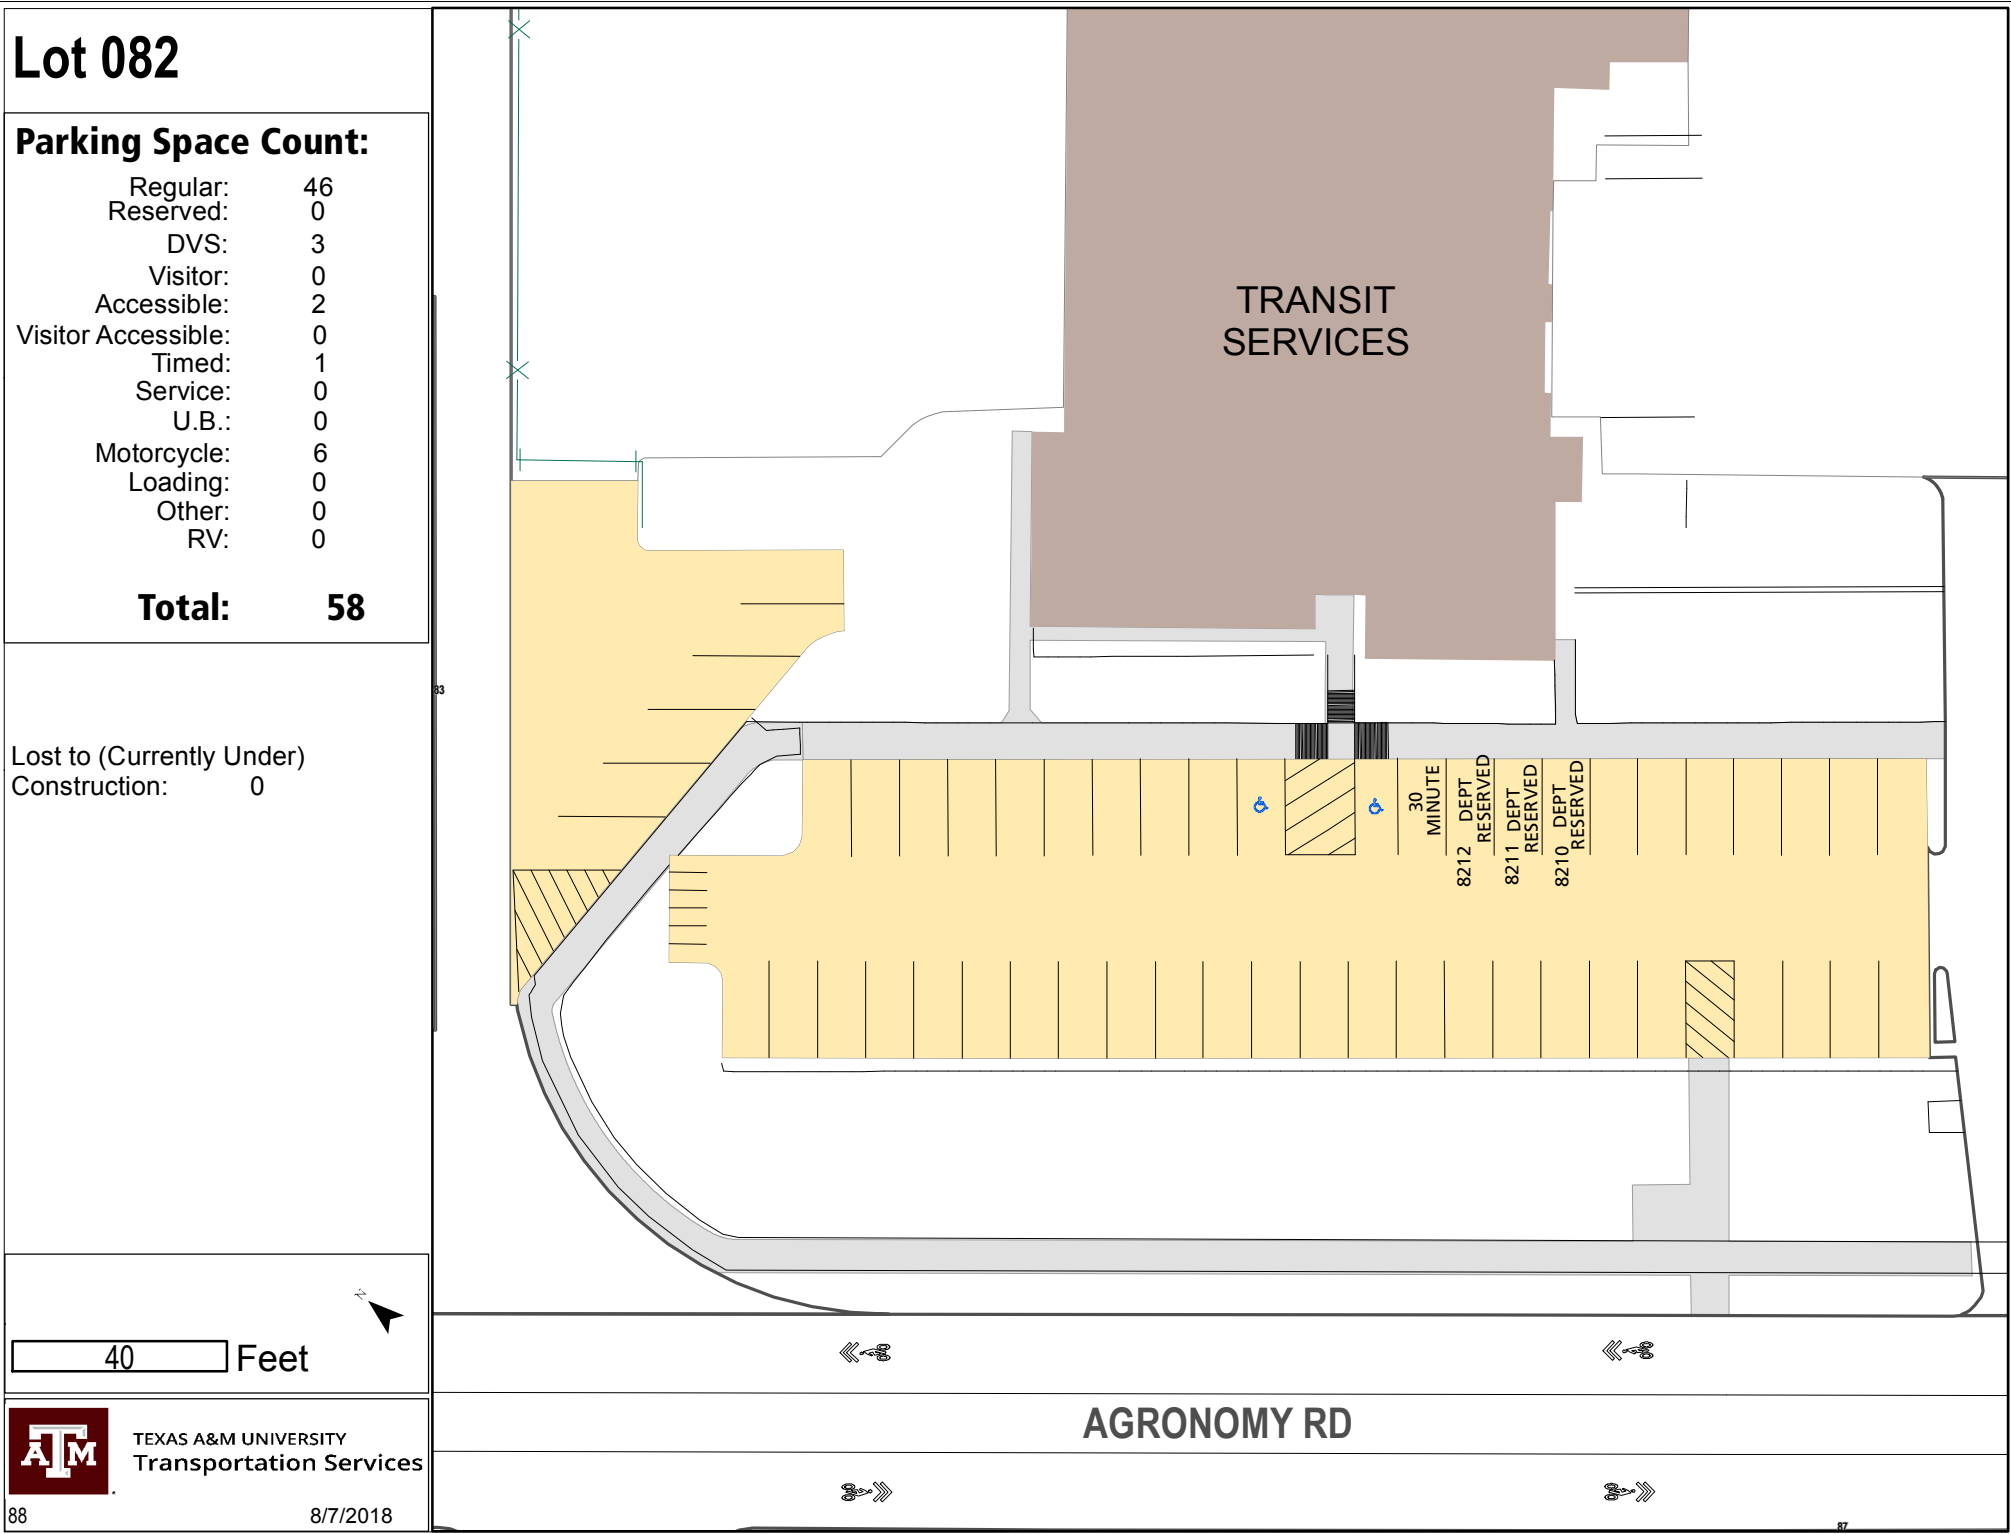 Lot 082
Parking Space Count:
Regular: 46
Reserved: 0
DVS: 3
Visitor: 0
Accessible: 2
Visitor Accessible: 0
Timed: 1
Service: 0
U.B.: 0
Motorcycle: 6
Loading: 0
Other: 0
RV: 0
Total: 58
Lost to (Currently Under)
Construction: 0
N
40 Feet
ATM
TEXAS A&M UNIVERSITY
Transportation Services
88 8/7/2018
TRANSIT
SERVICES
83
30
MINUTE
8212 DEPT
RESERVED
8211 DEPT
RESERVED
8210 DEPT
RESERVED
AGRONOMY RD
87